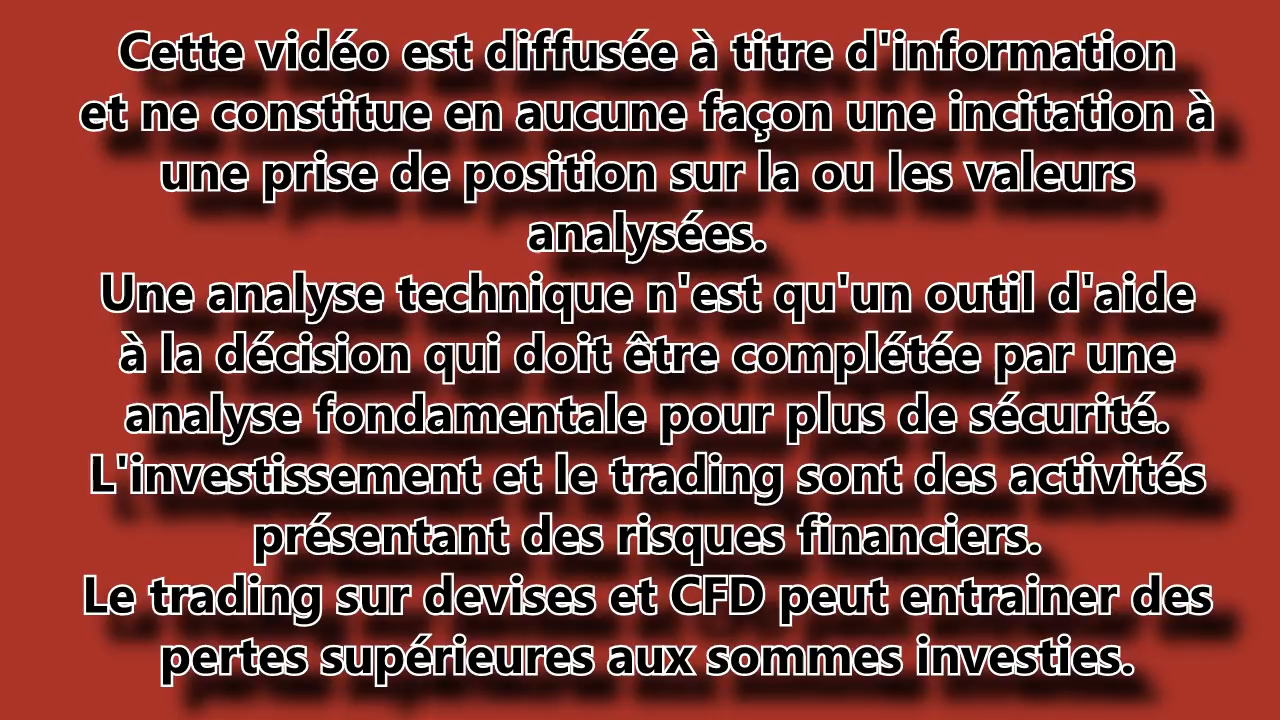 Cette vidéo est diffusée à titre d'information
et ne constitue en aucune façon une incitation à
une prise de position sur la ou les valeurs
analysées.
Une analyse technique n'est qu'un outil d'aide
à la décision qui doit être complétée par une
analyse fondamentale pour plus de sécurité.
L'investissement et le trading sont des activités
présentant des risques financiers.
Le trading sur devises et CFD peut entrainer des
pertes supérieures aux sommes investies.